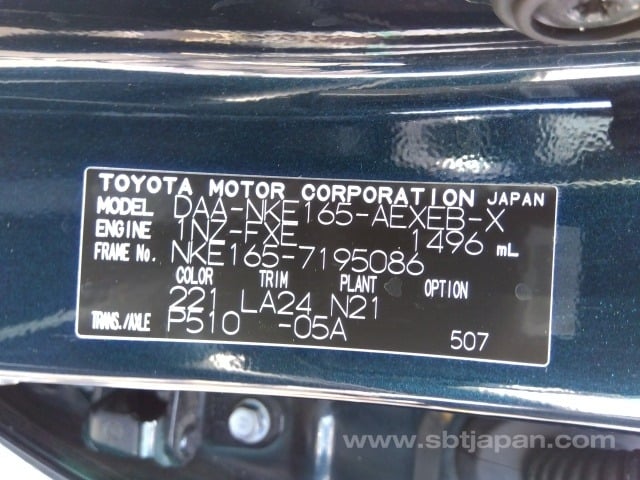 TOYOTA MOTOR CORPORATION JAPAN
MODEL DAA-NKE165-AEXEB-X
ENGINE 1NZ-FXE 1496 mL
FRAME No. NKE165-7195086
COLOR TRIM PLANT OPTION
221 LA24 N21
TRANS./AXLE P510 -05A 507
www.sbtjapan.com